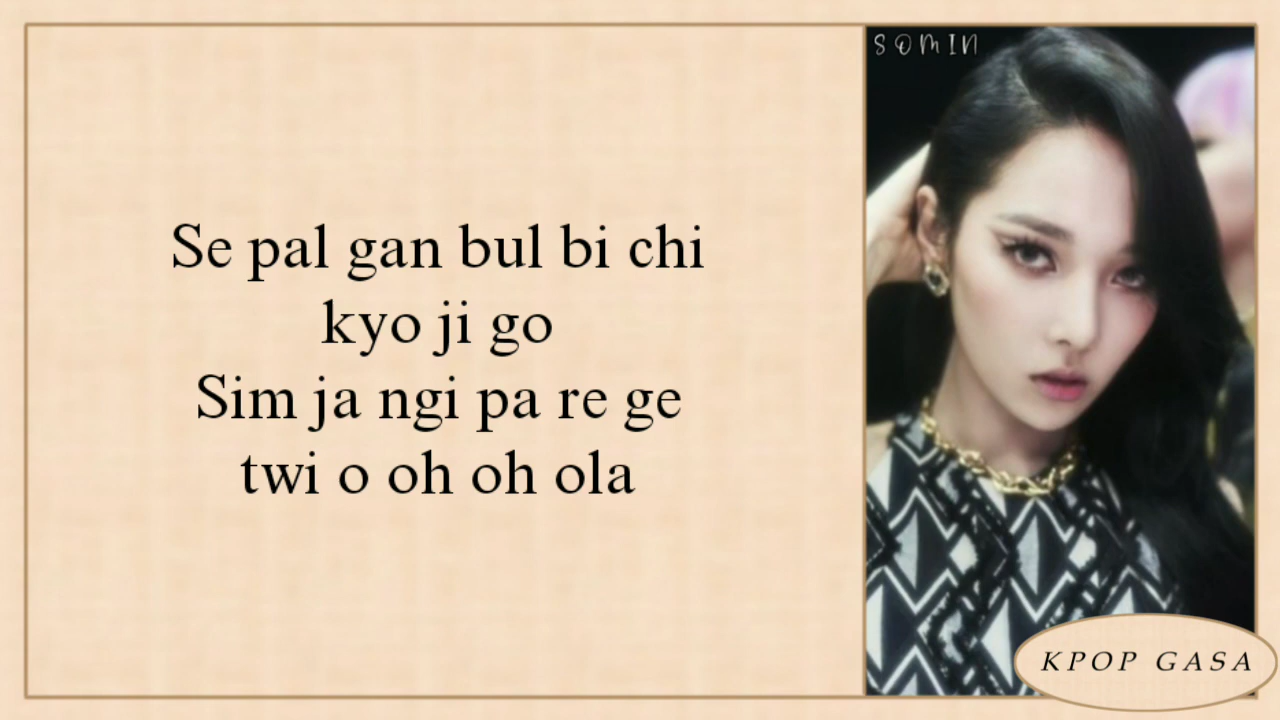 Se pal gan bul bi chi
kyo ji go
Sim ja ngi pa re ge
twi o oh oh ola
SOMIN
KPOP GASA